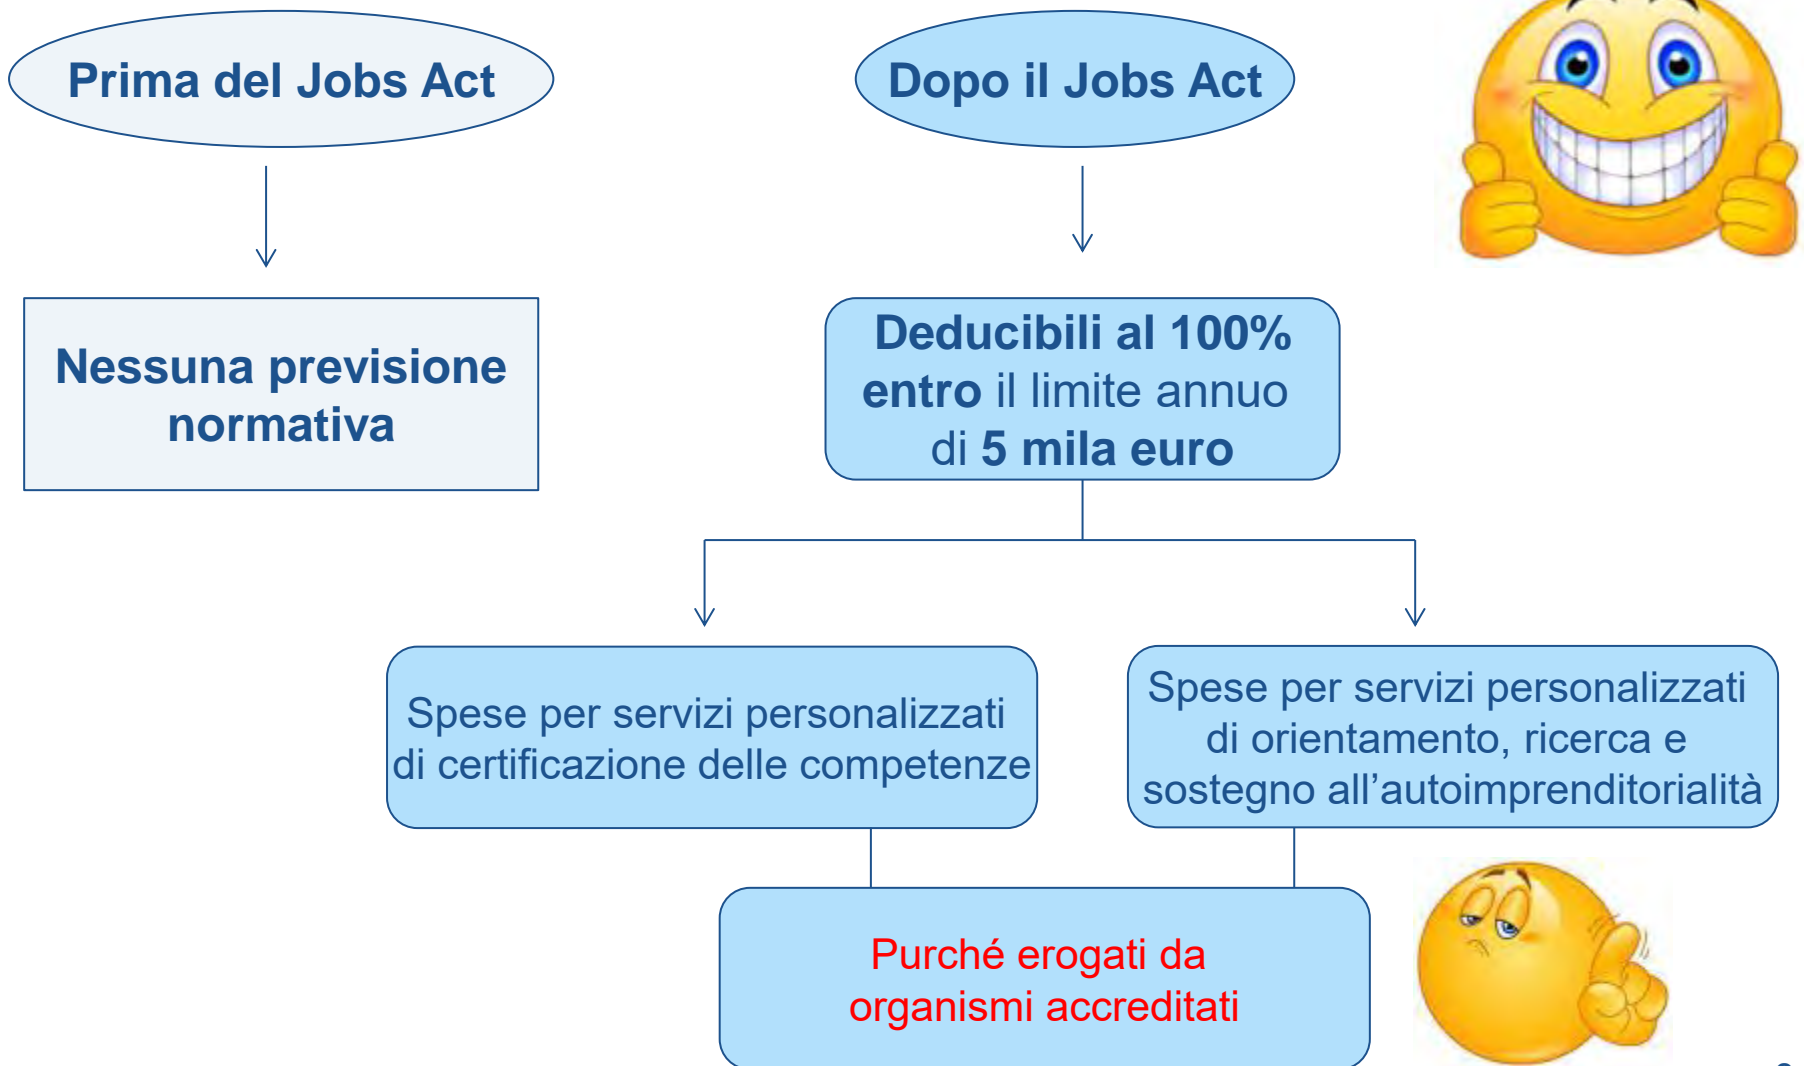 Prima del Jobs Act
Dopo il Jobs Act
Nessuna previsione
normativa
Deducibili al 100%
entro il limite annuo
di 5 mila euro
Spese per servizi personalizzati
di certificazione delle competenze
Spese per servizi personalizzati
di orientamento, ricerca e
sostegno all’autoimprenditorialità
Purché erogati da
organismi accreditati